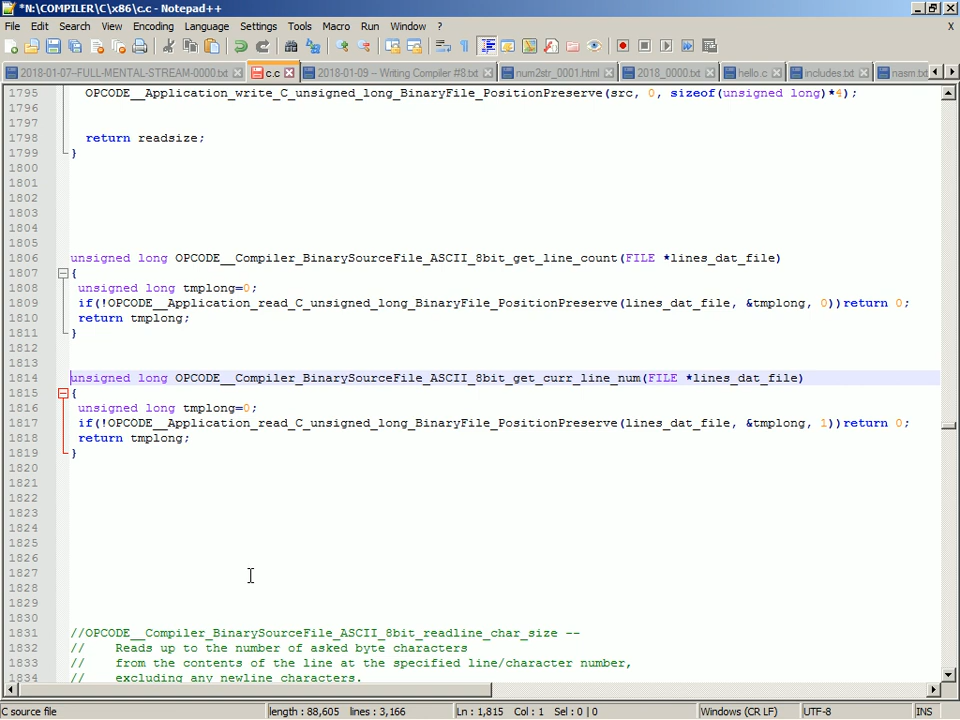 *N:\COMPILER\C\x86\c.c - Notepad++
File Edit Search View Encoding Language Settings Tools Macro Run Window ? X
2018-01-07-FULL-MENTAL-STREAM-0000.txt c.c 2018-01-09 -- Writing Compiler #8.txt num2str_0001.html 2018_0000.txt hello.c includes.txt nasm.tx
1795 OPCODE__Application_write_C_unsigned_long_BinaryFile_PositionPreserve(src, 0, sizeof(unsigned long)*4);
1796
1797
1798 return readsize;
1799 }
1800
1801
1802
1803
1804
1805
1806 unsigned long OPCODE__Compiler_BinarySourceFile_ASCII_8bit_get_line_count(FILE *lines_dat_file)
1807 {
1808 unsigned long tmplong=0;
1809 if(!OPCODE__Application_read_C_unsigned_long_BinaryFile_PositionPreserve(lines_dat_file, &tmplong, 0))return 0;
1810 return tmplong;
1811 }
1812
1813
1814 unsigned long OPCODE__Compiler_BinarySourceFile_ASCII_8bit_get_curr_line_num(FILE *lines_dat_file)
1815 {
1816 unsigned long tmplong=0;
1817 if(!OPCODE__Application_read_C_unsigned_long_BinaryFile_PositionPreserve(lines_dat_file, &tmplong, 1))return 0;
1818 return tmplong;
1819 }
1820
1821
1822
1823
1824
1825
1826
1827
1828
1829
1830
1831 //OPCODE__Compiler_BinarySourceFile_ASCII_8bit_readline_char_size --
1832 // Reads up to the number of asked byte characters
1833 // from the contents of the line at the specified line/character number,
1834 // excluding any newline characters.
C source file length : 88,605 lines : 3,166 Ln : 1,815 Col : 1 Sel : 0 | 0 Windows (CR LF) UTF-8 INS